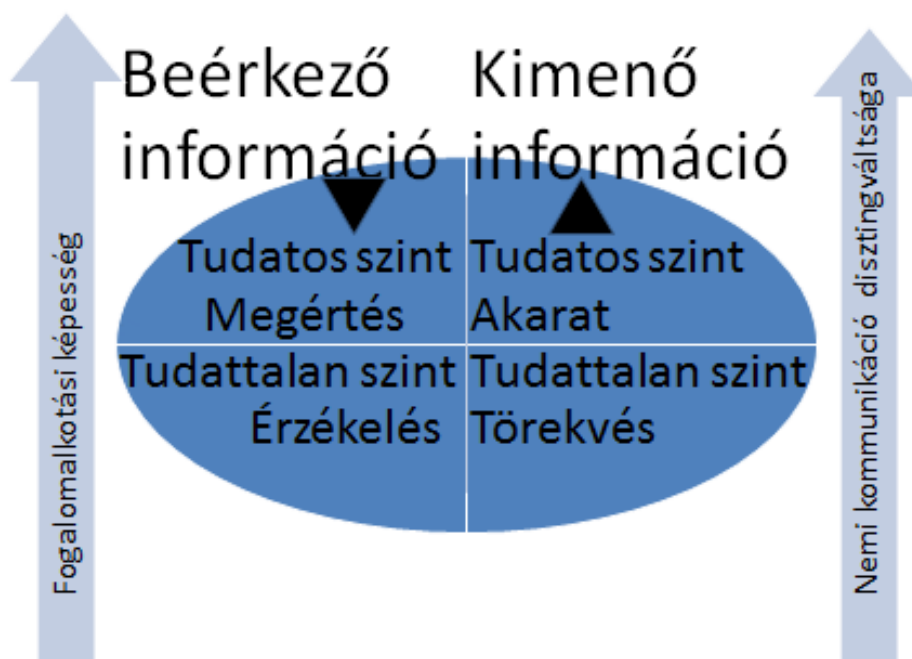 Beérkező
információ
Kimenő
információ
Tudatos szint
Megértés
Tudatos szint
Akarat
Tudattalan szint
Érzékelés
Tudattalan szint
Törekvés
Fogalomalkotási képesség
Nemi kommunikáció disztingváltsága